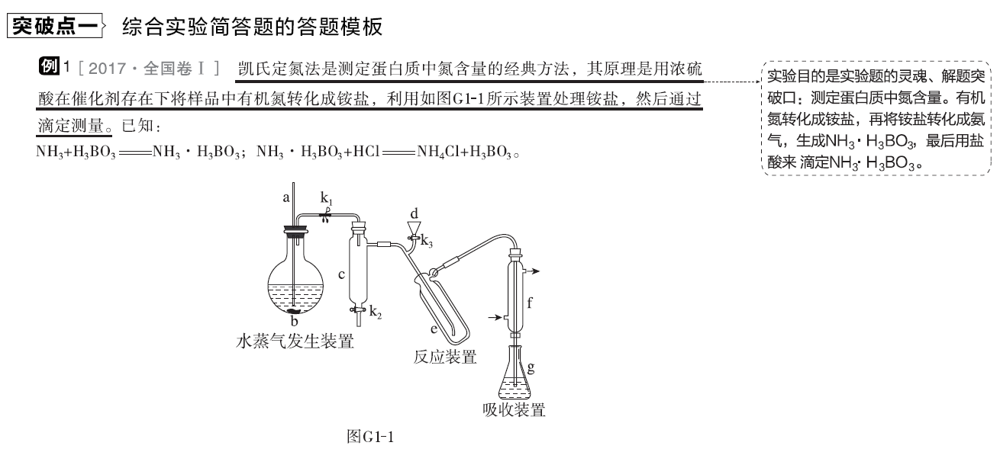 突破点一 综合实验简答题的答题模板
例1 [2017·全国卷Ⅰ] 凯氏定氮法是测定蛋白质中氮含量的经典方法，其原理是用浓硫
酸在催化剂存在下将样品中有机氮转化成铵盐，利用如图G1-1所示装置处理铵盐，然后通过
滴定测量。已知：
NH₃+H₃BO₃══NH₃·H₃BO₃；NH₃·H₃BO₃+HCl══NH₄Cl+H₃BO₃。
实验目的是实验题的灵魂、解题突
破口：测定蛋白质中氮含量。有机
氮转化成铵盐，再将铵盐转化成氨
气，生成NH₃·H₃BO₃，最后用盐
酸来 滴定NH₃·H₃BO₃。
a
k₁
d
k₃
c
f
b
k₂
e
水蒸气发生装置
反应装置
g
吸收装置
图G1-1